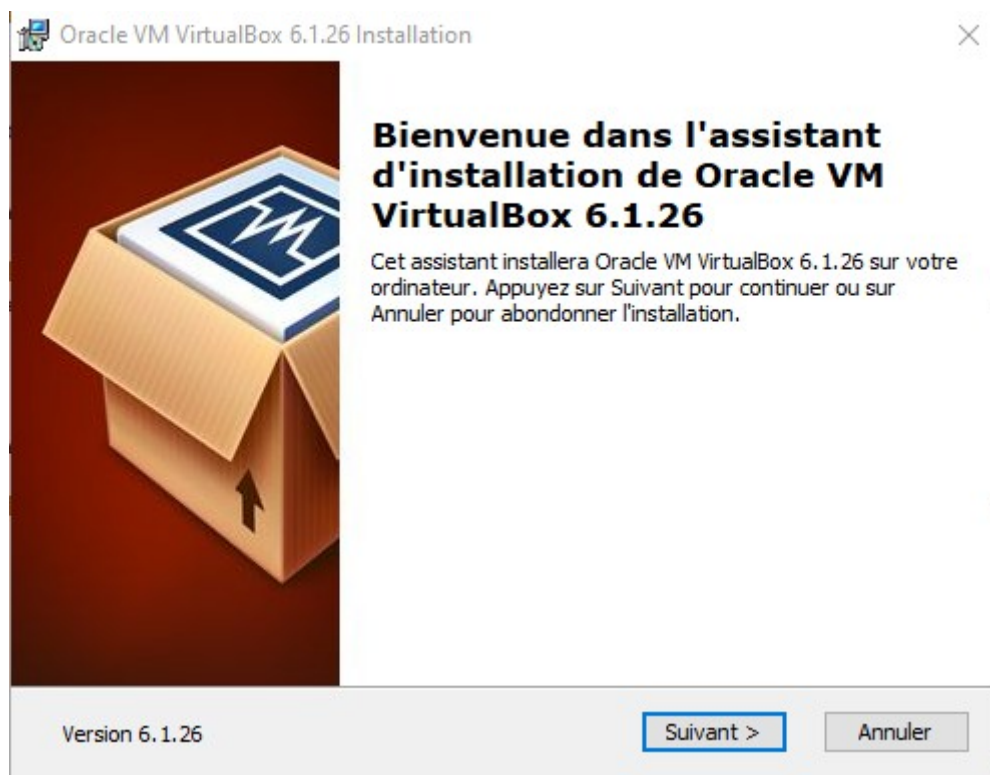 Oracle VM VirtualBox 6.1.26 Installation
Bienvenue dans l'assistant
d'installation de Oracle VM
VirtualBox 6.1.26
Cet assistant installera Oracle VM VirtualBox 6.1.26 sur votre
ordinateur. Appuyez sur Suivant pour continuer ou sur
Annuler pour abondonner l'installation.
Version 6.1.26
Suivant >
Annuler